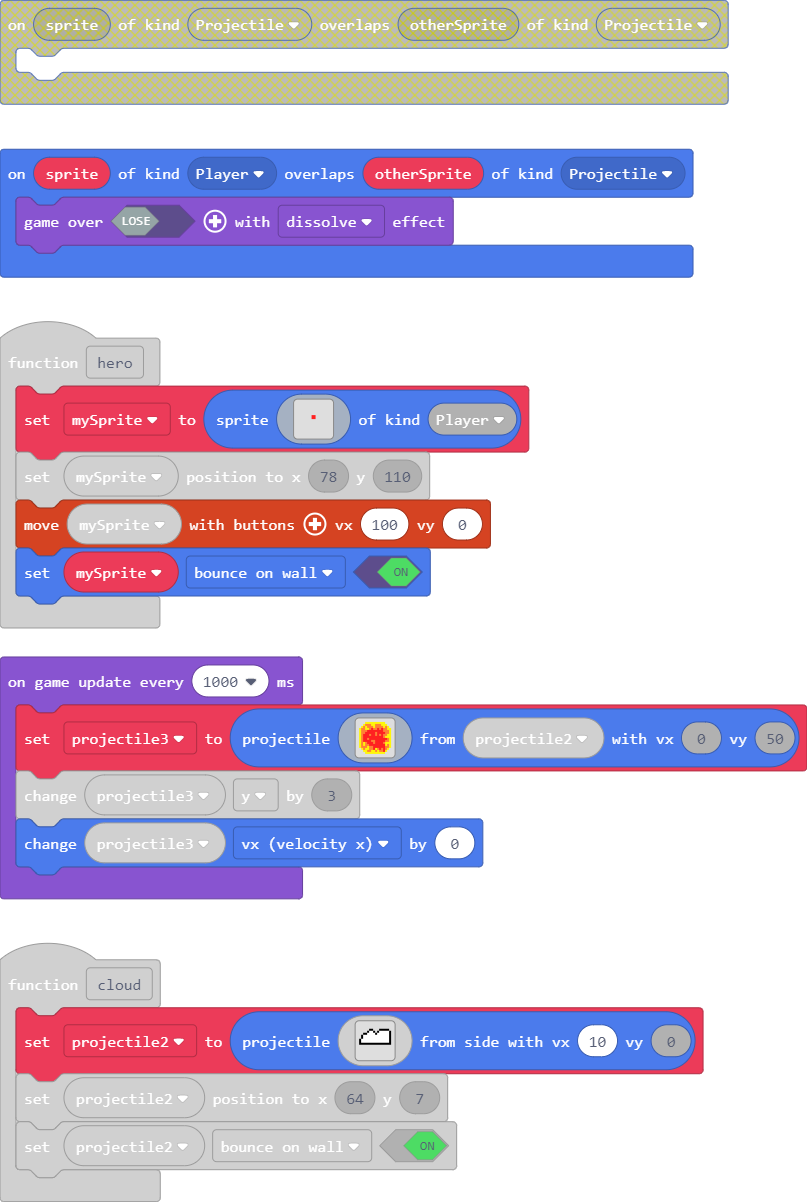 on sprite of kind Projectile overlaps otherSprite of kind Projectile
on sprite of kind Player overlaps otherSprite of kind Projectile
game over LOSE with dissolve effect
function hero
set mySprite to sprite of kind Player
set mySprite position to x 78 y 110
move mySprite with buttons vx 100 vy 0
set mySprite bounce on wall ON
on game update every 1000 ms
set projectile3 to projectile from projectile2 with vx 0 vy 50
change projectile3 y by 3
change projectile3 vx (velocity x) by 0
function cloud
set projectile2 to projectile from side with vx 10 vy 0
set projectile2 position to x 64 y 7
set projectile2 bounce on wall ON